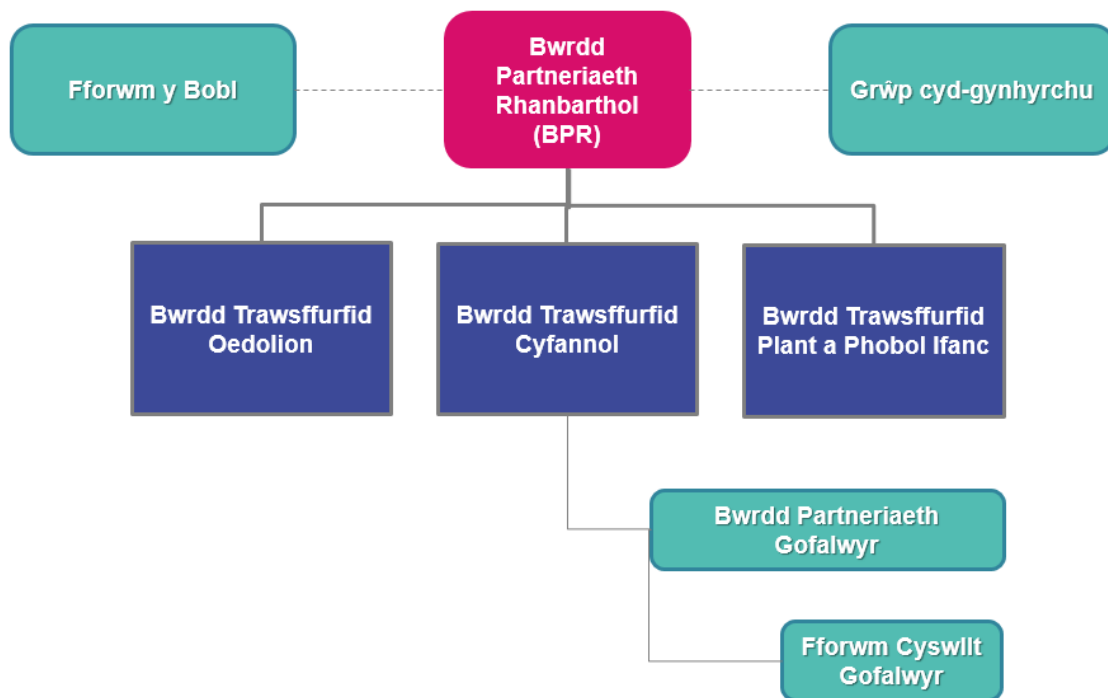 Fforwm y Bobl
Bwrdd
Partneriaeth
Rhanbarthol
(BPR)
Grŵp cyd-gynhyrchu
Bwrdd Trawsffurfid
Oedolion
Bwrdd Trawsffurfid
Cyfannol
Bwrdd Trawsffurfid
Plant a Phobol Ifanc
Bwrdd Partneriaeth
Gofalwyr
Fforwm Cyswllt
Gofalwyr